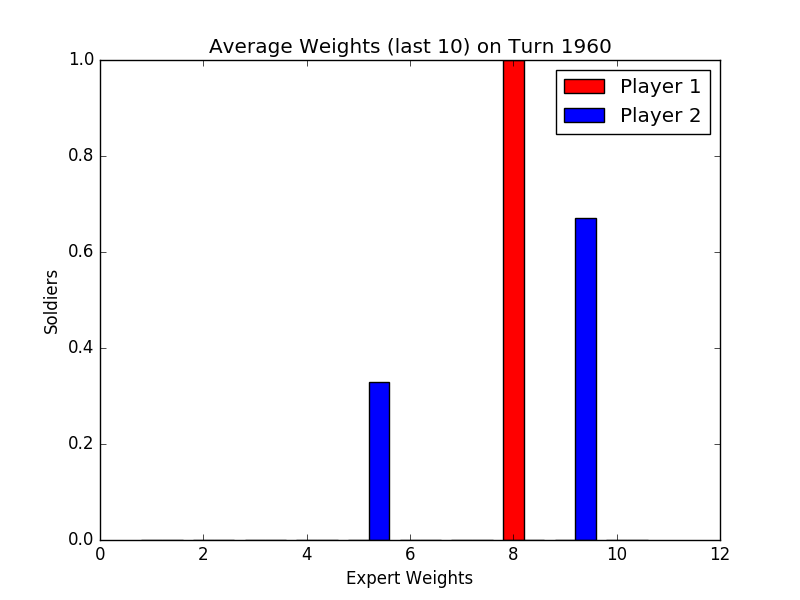 Average Weights (last 10) on Turn 1960
Player 1
Player 2
1.0
0.8
0.6
0.4
0.2
0.0
Soldiers
0 2 4 6 8 10 12
Expert Weights